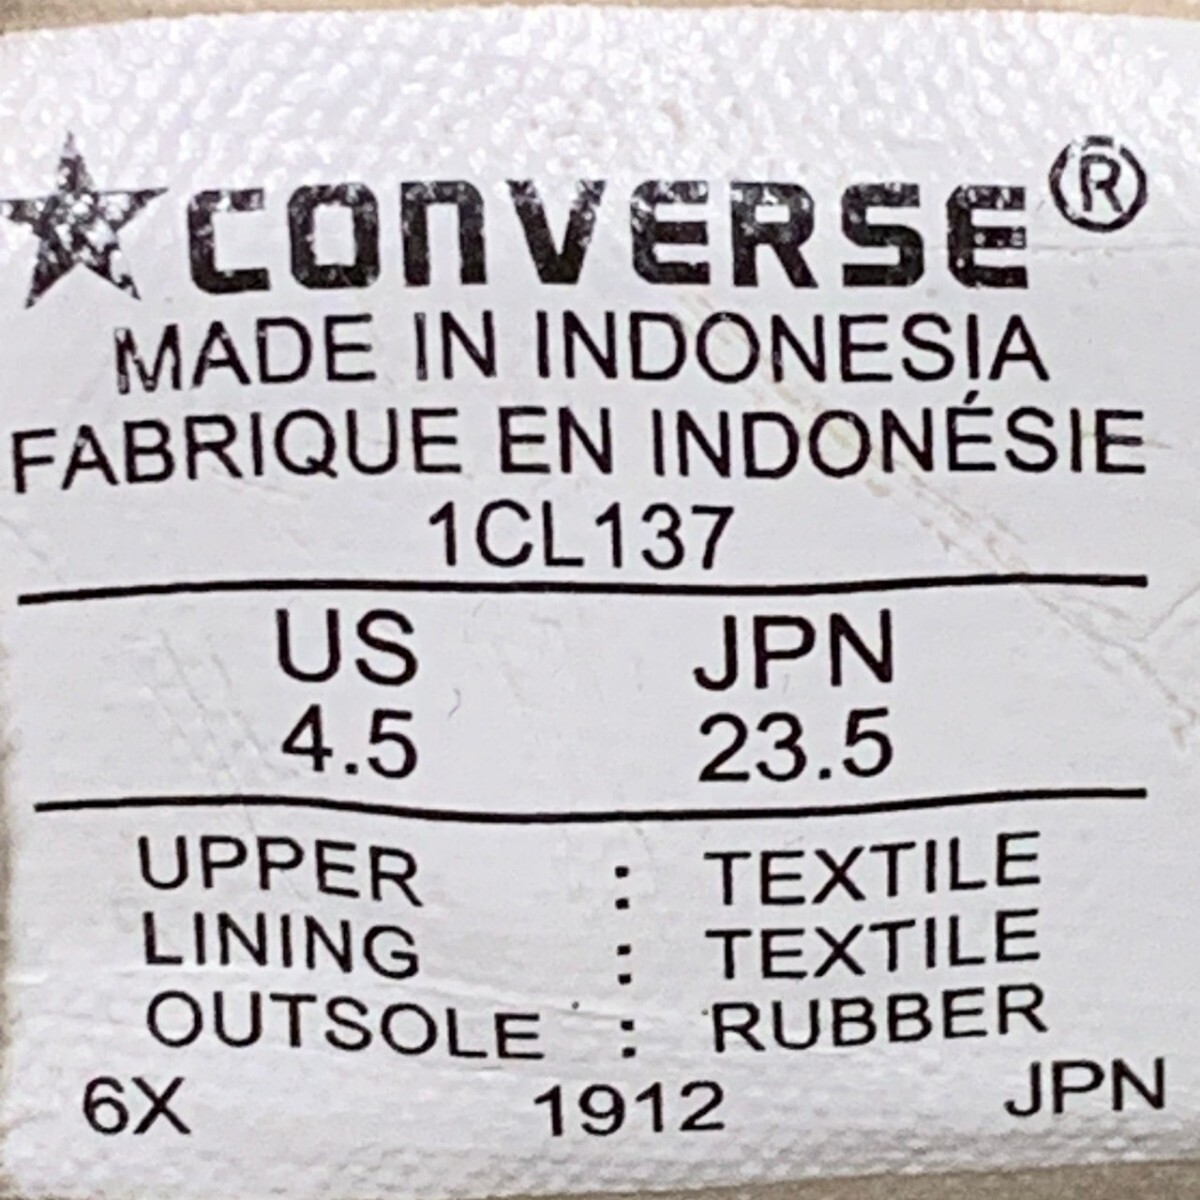 CONVERSE®
MADE IN INDONESIA
FABRIQUE EN INDONÉSIE
1CL137
US JPN
4.5 23.5
UPPER : TEXTILE
LINING : TEXTILE
OUTSOLE : RUBBER
6X 1912 JPN